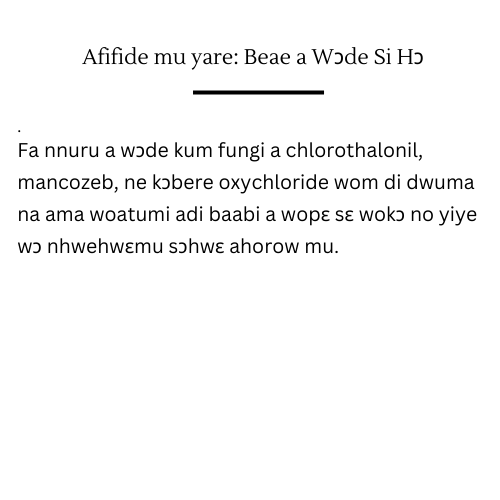 Afifide mu yare: Beae a Wɔde Si Hɔ
.
Fa nnuru a wɔde kum fungi a chlorothalonil,
mancozeb, ne kɔbere oxychloride wom di dwuma
na ama woatumi adi baabi a wopɛ sɛ wokɔ no yiye
wɔ nhwehwɛmu sɔhwɛ ahorow mu.